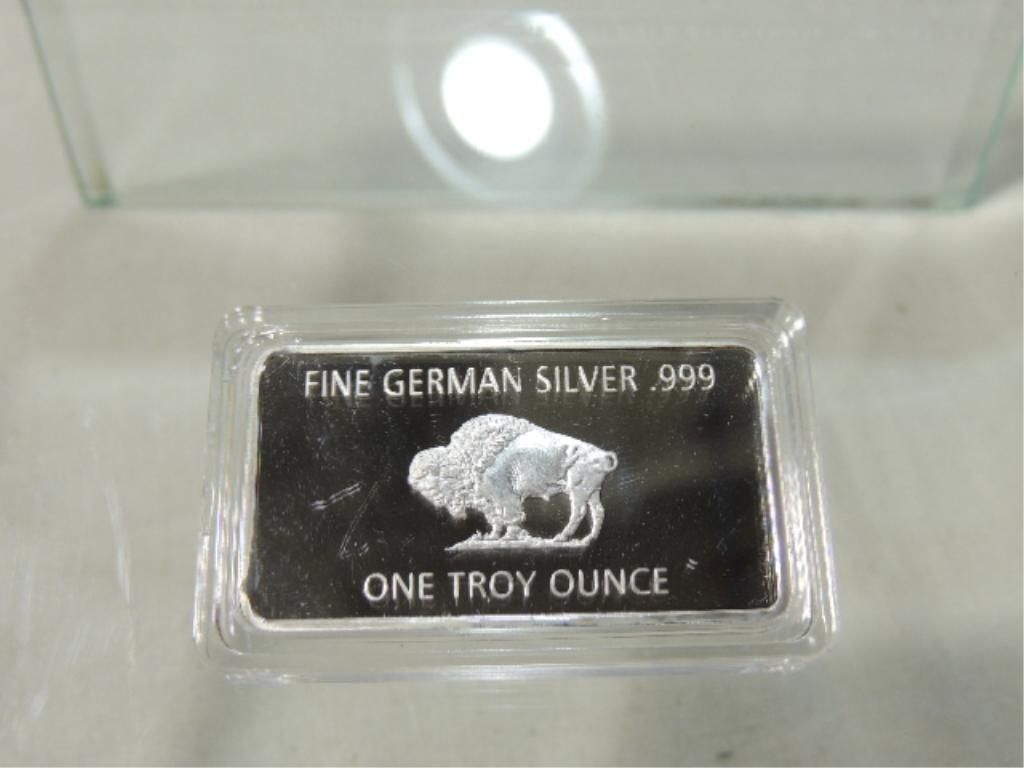 FINE GERMAN SILVER .999
ONE TROY OUNCE